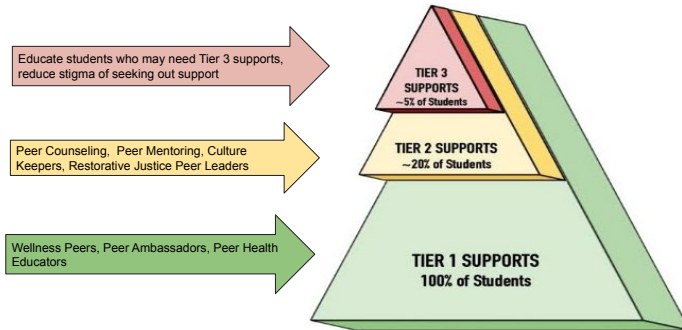 Educate students who may need Tier 3 supports,
reduce stigma of seeking out support
TIER 3
SUPPORTS
~5% of Students
Peer Counseling, Peer Mentoring, Culture
Keepers, Restorative Justice Peer Leaders
TIER 2 SUPPORTS
~20% of Students
Wellness Peers, Peer Ambassadors, Peer Health
Educators
TIER 1 SUPPORTS
100% of Students